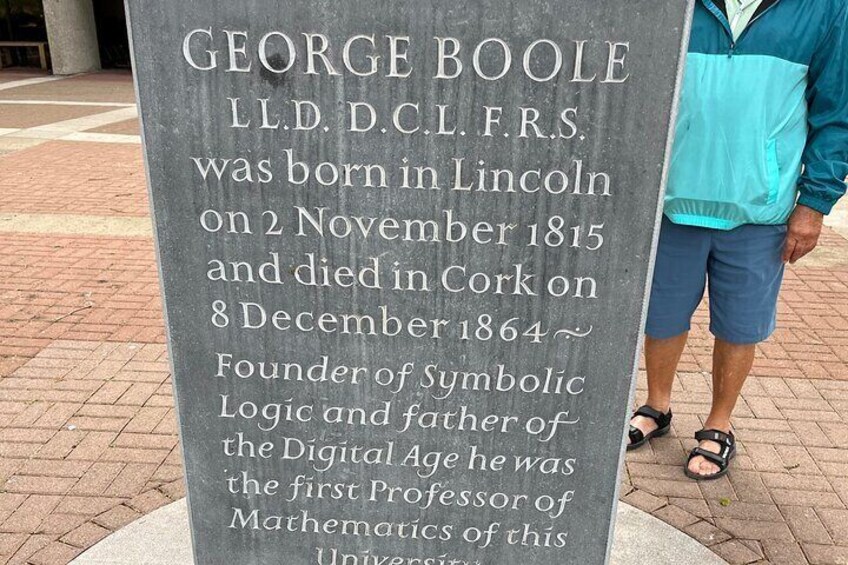 GEORGE BOOLE
LL.D. D.C.L. F.R.S.
was born in Lincoln
on 2 November 1815
and died in Cork on
8 December 1864 ~
Founder of Symbolic
Logic and father of
the Digital Age he was
the first Professor of
Mathematics of this
University